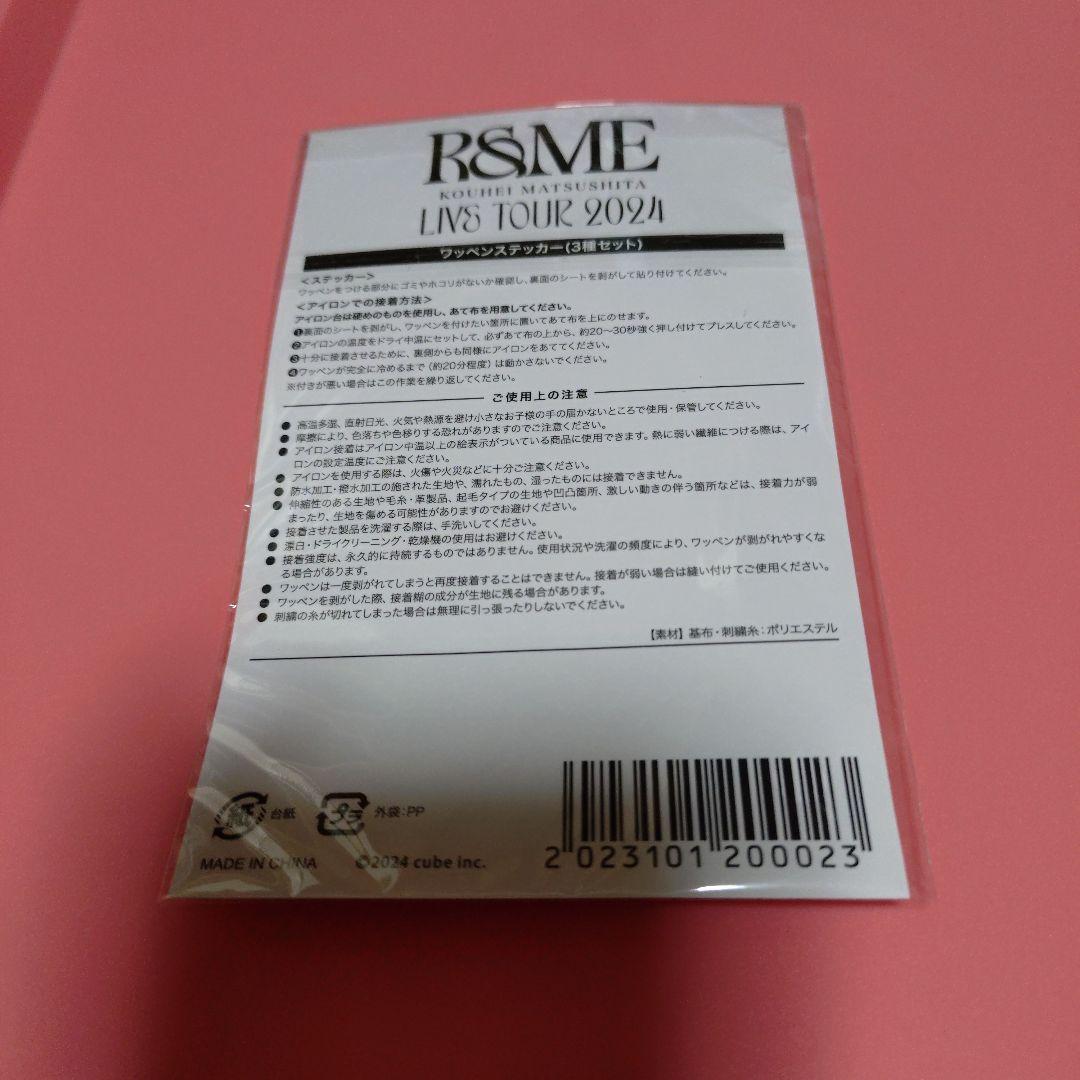 R&ME
KOUHEI MATSUSHITA
LIVE TOUR 2024
ワッペンステッカー(3種セット)
<ステッカー>
ワッペンをつける部分にゴミやホコリがないか確認し、裏面のシートを剥がして貼り付けてください。
<アイロンでの接着方法>
アイロン台は硬めのものを使用し、あて布を用意してください。
❶裏面のシートを剥がし、ワッペンを付けたい箇所に置いてあて布を上にのせます。
❷アイロンの温度をドライ中温にセットして、必ずあて布の上から、約20〜30秒強く押し付けてプレスしてください。
❸十分に接着させるために、裏側からも同様にアイロンをあててください。
❹ワッペンが完全に冷めるまで(約20分程度)は動かさないでください。
※付きが悪い場合はこの作業を繰り返してください。
ご使用上の注意
● 高温多湿、直射日光、火気や熱源を避け小さなお子様の手の届かないところで使用・保管してください。
● 摩擦により、色落ちや色移りする恐れがありますのでご注意ください。
● アイロン接着はアイロン中温以上の絵表示がついている商品に使用できます。熱に弱い繊維につける際は、アイ
ロンの設定温度にご注意ください。
● アイロンを使用する際は、火傷や火災などに十分ご注意ください。
● 防水加工・撥水加工の施された生地や、濡れたもの、湿ったものには接着できません。
● 伸縮性のある生地や毛糸・革製品、起毛タイプの生地や凹凸箇所、激しい動きの伴う箇所などは、接着力が弱
まったり、生地を傷める可能性がありますのでお避けください。
● 接着させた製品を洗濯する際は、手洗いしてください。
● 漂白・ドライクリーニング・乾燥機の使用はお避けください。
● 接着強度は、永久的に持続するものではありません。使用状況や洗濯の頻度により、ワッペンが剥がれやすくな
る場合があります。
● ワッペンは一度剥がれてしまうと再度接着することはできません。接着が弱い場合は縫い付けてご使用ください。
● ワッペンを剥がした際、接着糊の成分が生地に残る場合があります。
● 刺繍の糸が切れてしまった場合は無理に引っ張ったりしないでください。
【素材】基布・刺繍糸:ポリエステル
紙 台紙 プラ 外袋:PP
MADE IN CHINA ©2024 cube inc.
2 023101 200023